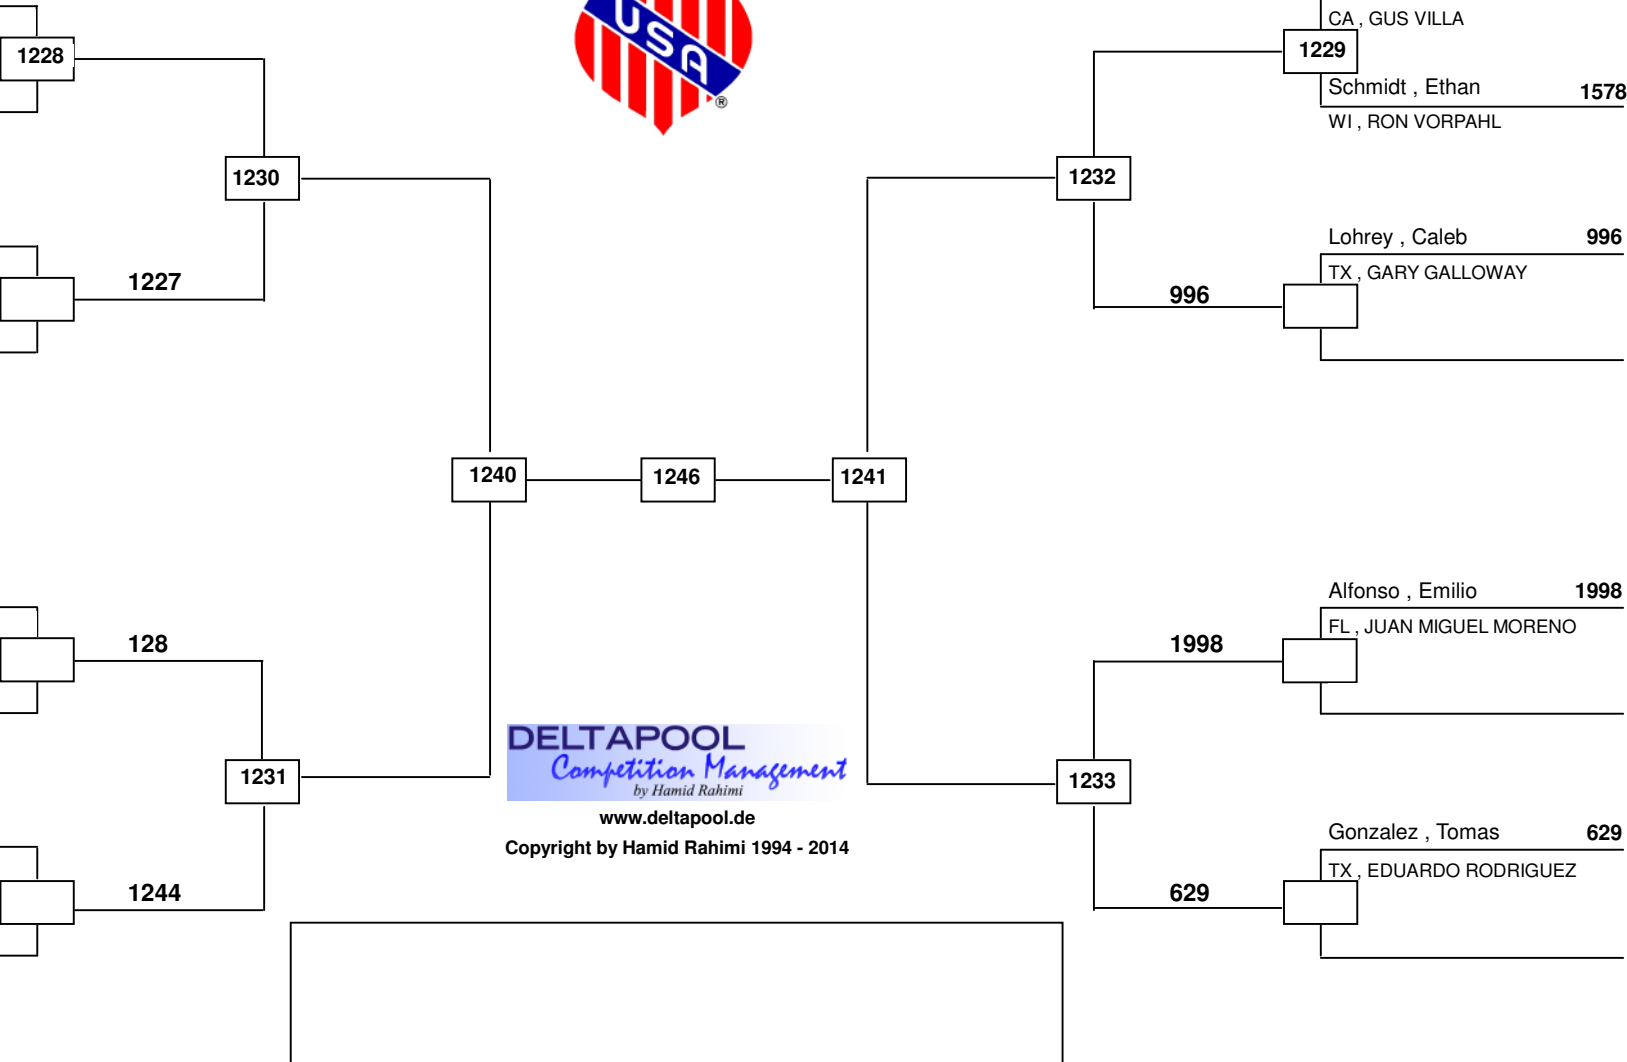 USA
®
CA , GUS VILLA
1228
1229
Schmidt , Ethan 1578
WI , RON VORPAHL
1230
1232
Lohrey , Caleb 996
TX , GARY GALLOWAY
1227
996
1240
1246
1241
Alfonso , Emilio 1998
FL , JUAN MIGUEL MORENO
128
1998
DELTAPOOL
Competition Management
by Hamid Rahimi
1231
1233
www.deltapool.de
Copyright by Hamid Rahimi 1994 - 2014
Gonzalez , Tomas 629
TX , EDUARDO RODRIGUEZ
1244
629